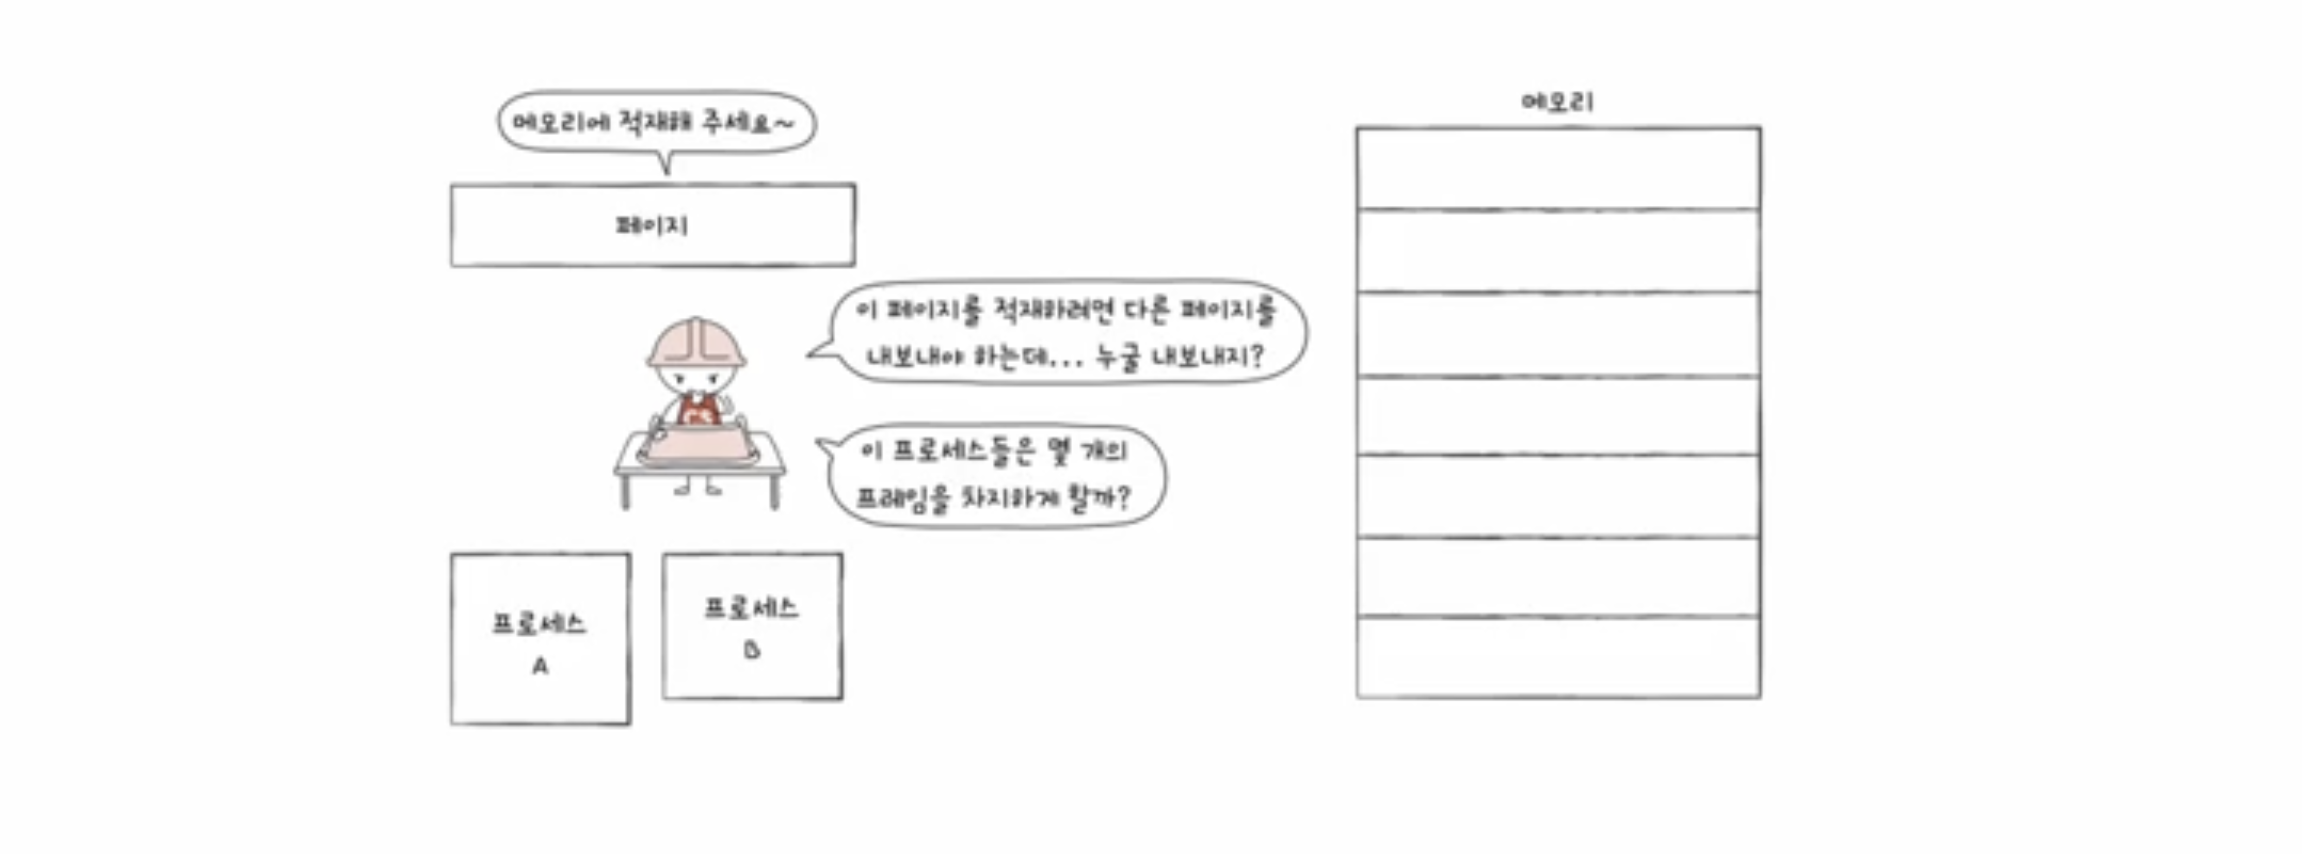 메모리에 적재해 주세요~
페이지
이 페이지를 적재하려면 다른 페이지를
내보내야 하는데... 누굴 내보내지?
CS
이 프로세스들은 몇 개의
프레임을 차지하게 할까?
프로세스
A
프로세스
B
메모리